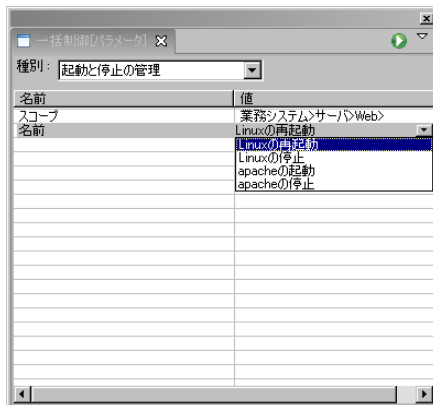 一括制御[パラメータ]
種別： 起動と停止の管理
名前 値
スコープ 業務システム>サーバ>Web>
名前 Linuxの再起動
Linuxの再起動
Linuxの停止
apacheの起動
apacheの停止